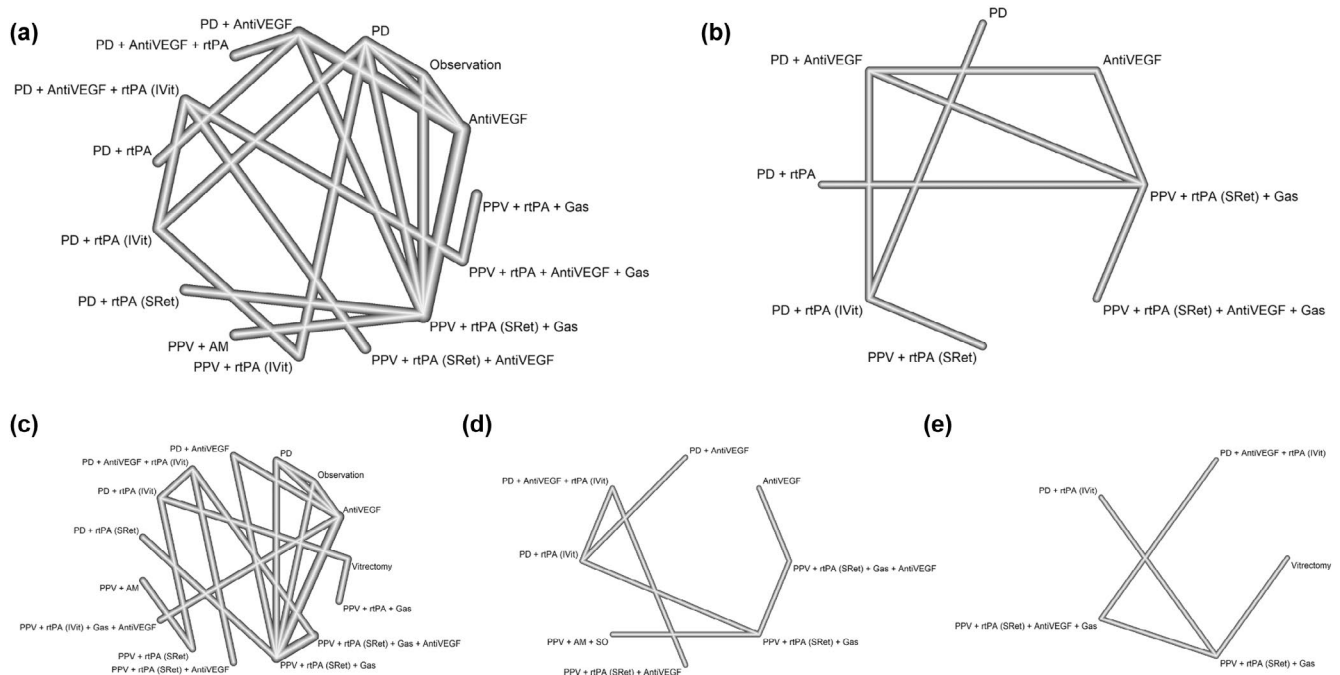 (a)
PD + AntiVEGF
PD
PD + AntiVEGF + rtPA
Observation
PD + AntiVEGF + rtPA (IVit)
AntiVEGF
PD + rtPA
PPV + rtPA + Gas
PD + rtPA (IVit)
PPV + rtPA + AntiVEGF + Gas
PD + rtPA (SRet)
PPV + rtPA (SRet) + Gas
PPV + AM
PPV + rtPA (SRet) + AntiVEGF
PPV + rtPA (IVit)
(b)
PD
PD + AntiVEGF
AntiVEGF
PD + rtPA
PPV + rtPA (SRet) + Gas
PD + rtPA (IVit)
PPV + rtPA (SRet) + AntiVEGF + Gas
PPV + rtPA (SRet)
(c)
PD + AntiVEGF
PD
PD + AntiVEGF + rtPA (IVit)
Observation
PD + rtPA (IVit)
AntiVEGF
PD + rtPA (SRet)
Vitrectomy
PPV + AM
PPV + rtPA + Gas
PPV + rtPA (IVit) + Gas + AntiVEGF
PPV + rtPA (SRet) + Gas + AntiVEGF
PPV + rtPA (SRet)
PPV + rtPA (SRet) + Gas
PPV + rtPA (SRet) + AntiVEGF
(d)
PD + AntiVEGF
PD + AntiVEGF + rtPA (IVit)
AntiVEGF
PD + rtPA (IVit)
PPV + rtPA (SRet) + Gas + AntiVEGF
PPV + AM + SO
PPV + rtPA (SRet) + Gas
PPV + rtPA (SRet) + AntiVEGF
(e)
PD + AntiVEGF + rtPA (IVit)
PD + rtPA (IVit)
Vitrectomy
PPV + rtPA (SRet) + AntiVEGF + Gas
PPV + rtPA (SRet) + Gas